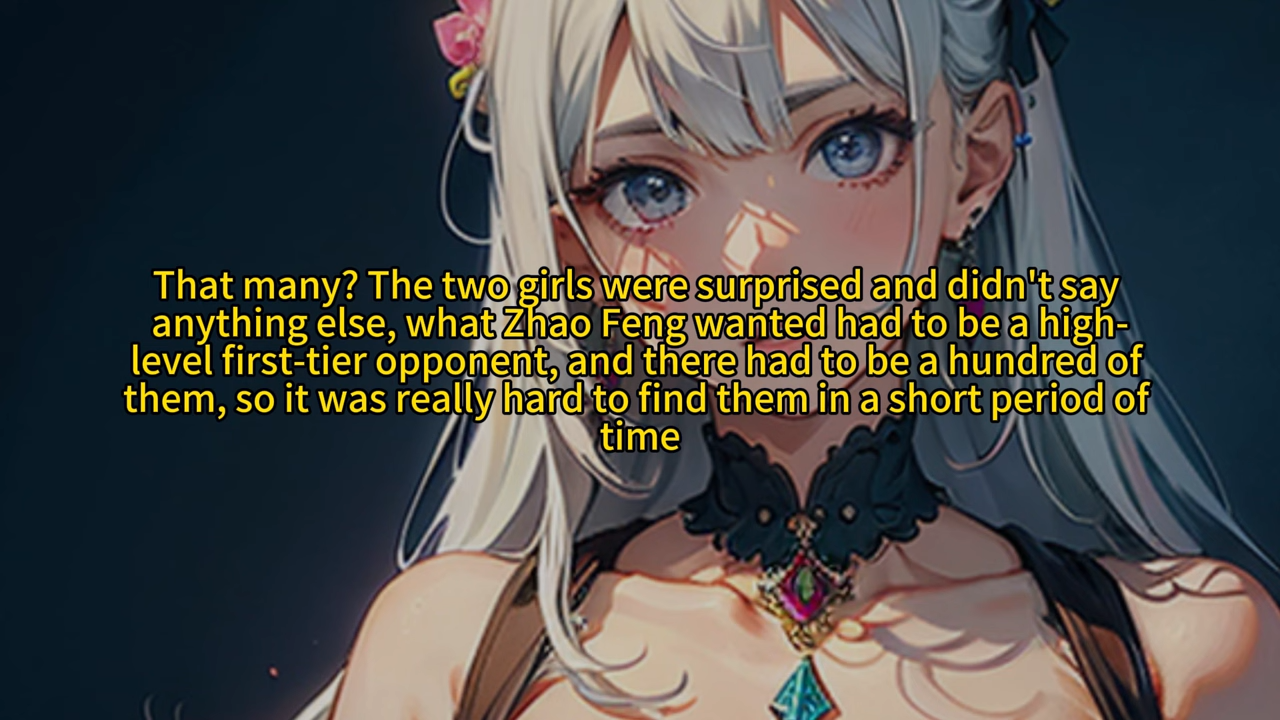 That many? The two girls were surprised and didn't say
anything else, what Zhao Feng wanted had to be a high-
level first-tier opponent, and there had to be a hundred of
them, so it was really hard to find them in a short period of
time